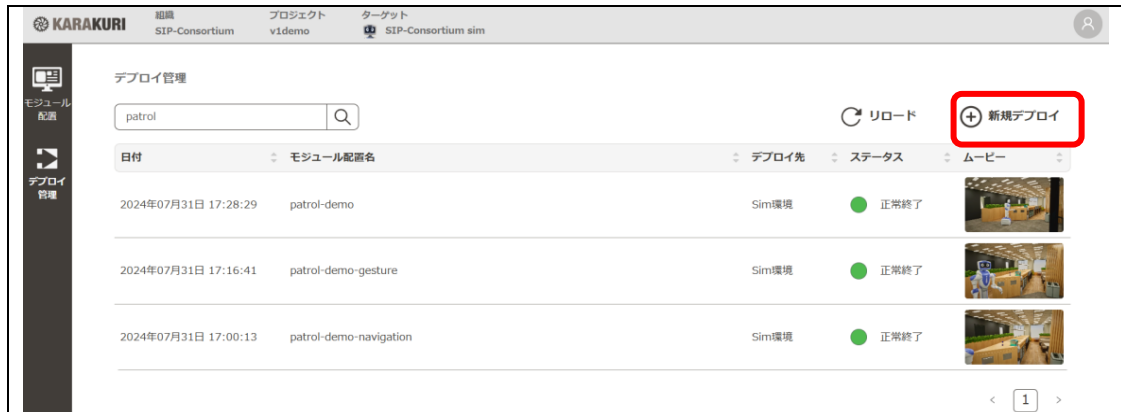 KARAKURI
組織 プロジェクト ターゲット
SIP-Consortium v1demo SIP-Consortium sim
モジュール
配置
デプロイ
管理
デプロイ管理
patrol
リロード
新規デプロイ
日付 モジュール配置名 デプロイ先 ステータス ムービー
2024年07月31日 17:28:29 patrol-demo Sim環境 正常終了
2024年07月31日 17:16:41 patrol-demo-gesture Sim環境 正常終了
2024年07月31日 17:00:13 patrol-demo-navigation Sim環境 正常終了
< 1 >